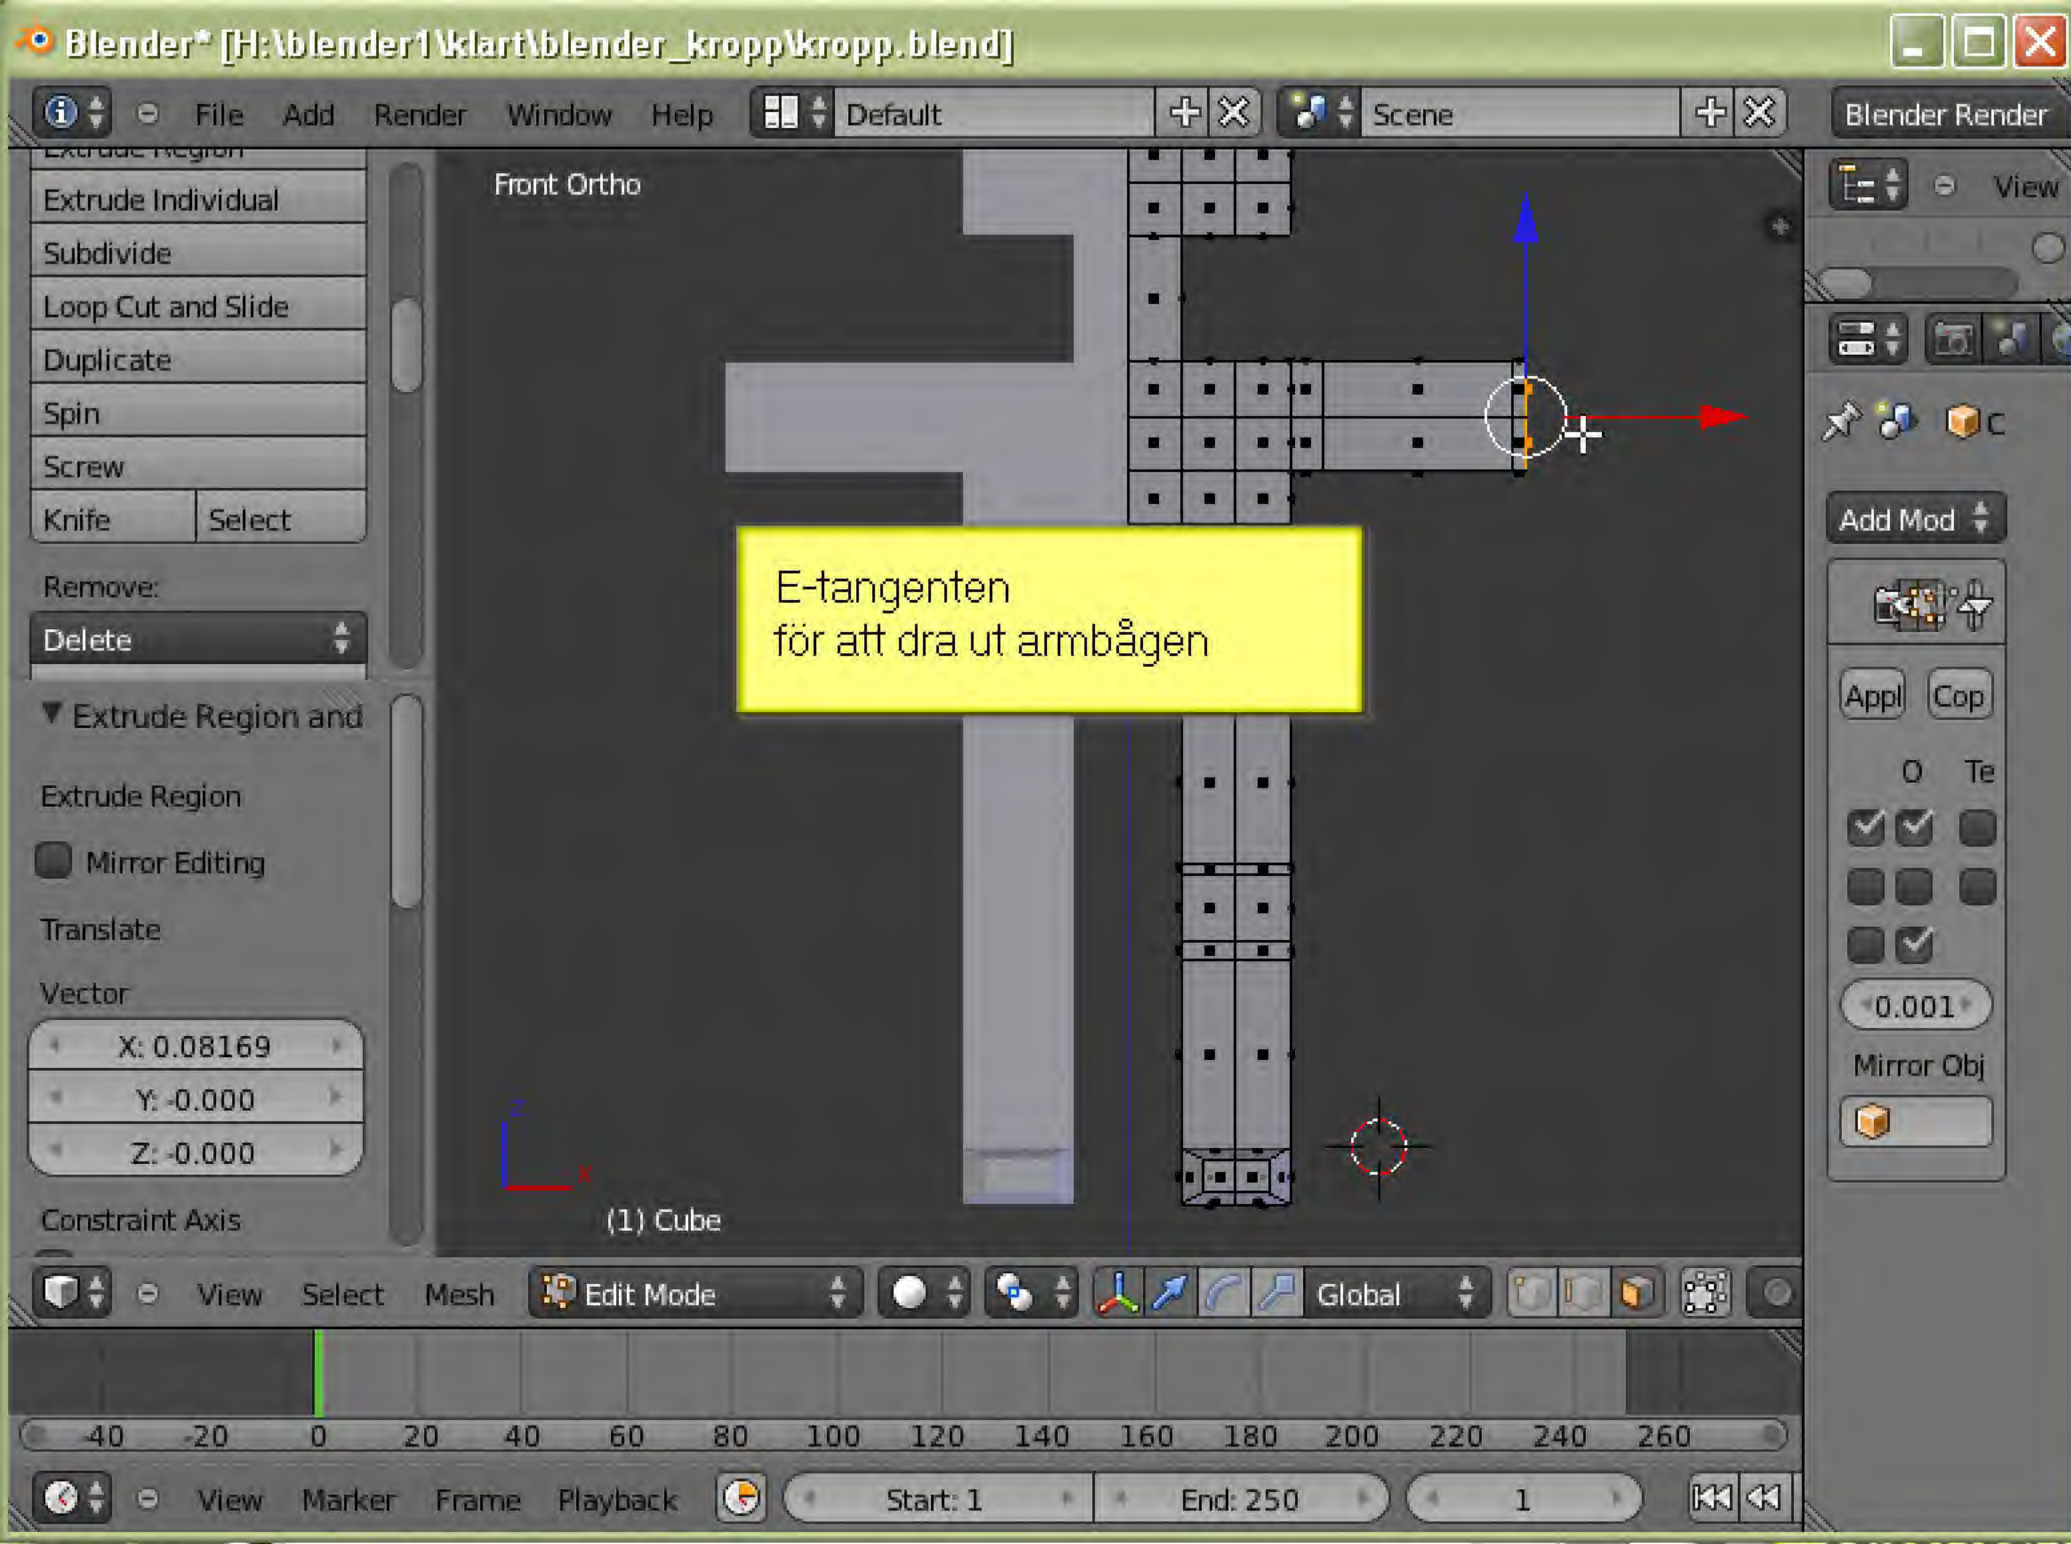 Blender* [H:\blender1\klart\blender_kropp\kropp.blend]
File Add Render Window Help Default Scene Blender Render
Extrude Region
Extrude Individual
Subdivide
Loop Cut and Slide
Duplicate
Spin
Screw
Knife Select
Remove:
Delete
Extrude Region and
Extrude Region
Mirror Editing
Translate
Vector
X: 0.08169
Y: -0.000
Z: -0.000
Constraint Axis
Front Ortho
E-tangenten
för att dra ut armbågen
z
x
(1) Cube
View
C
Add Mod
Appl Cop
O Te
0.001
Mirror Obj
View Select Mesh Edit Mode Global
-40 -20 0 20 40 60 80 100 120 140 160 180 200 220 240 260
View Marker Frame Playback Start: 1 End: 250 1